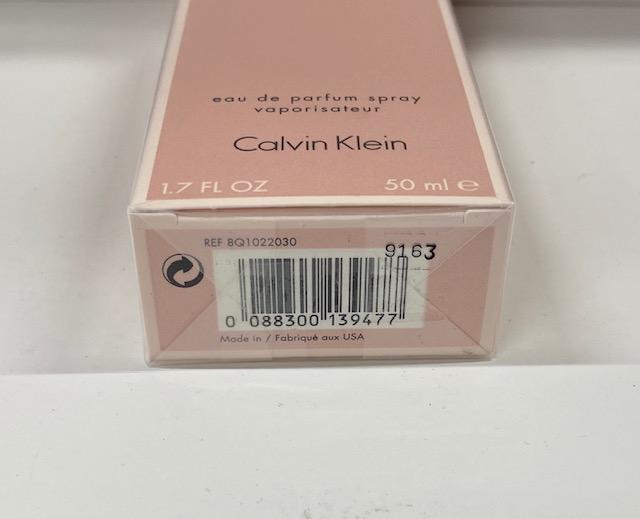 eau de parfum spray
vaporisateur
Calvin Klein
1.7 FL OZ 50 ml ℮
REF 8Q1022030
9163
0 088300 139477
Made in / Fabriqué aux USA